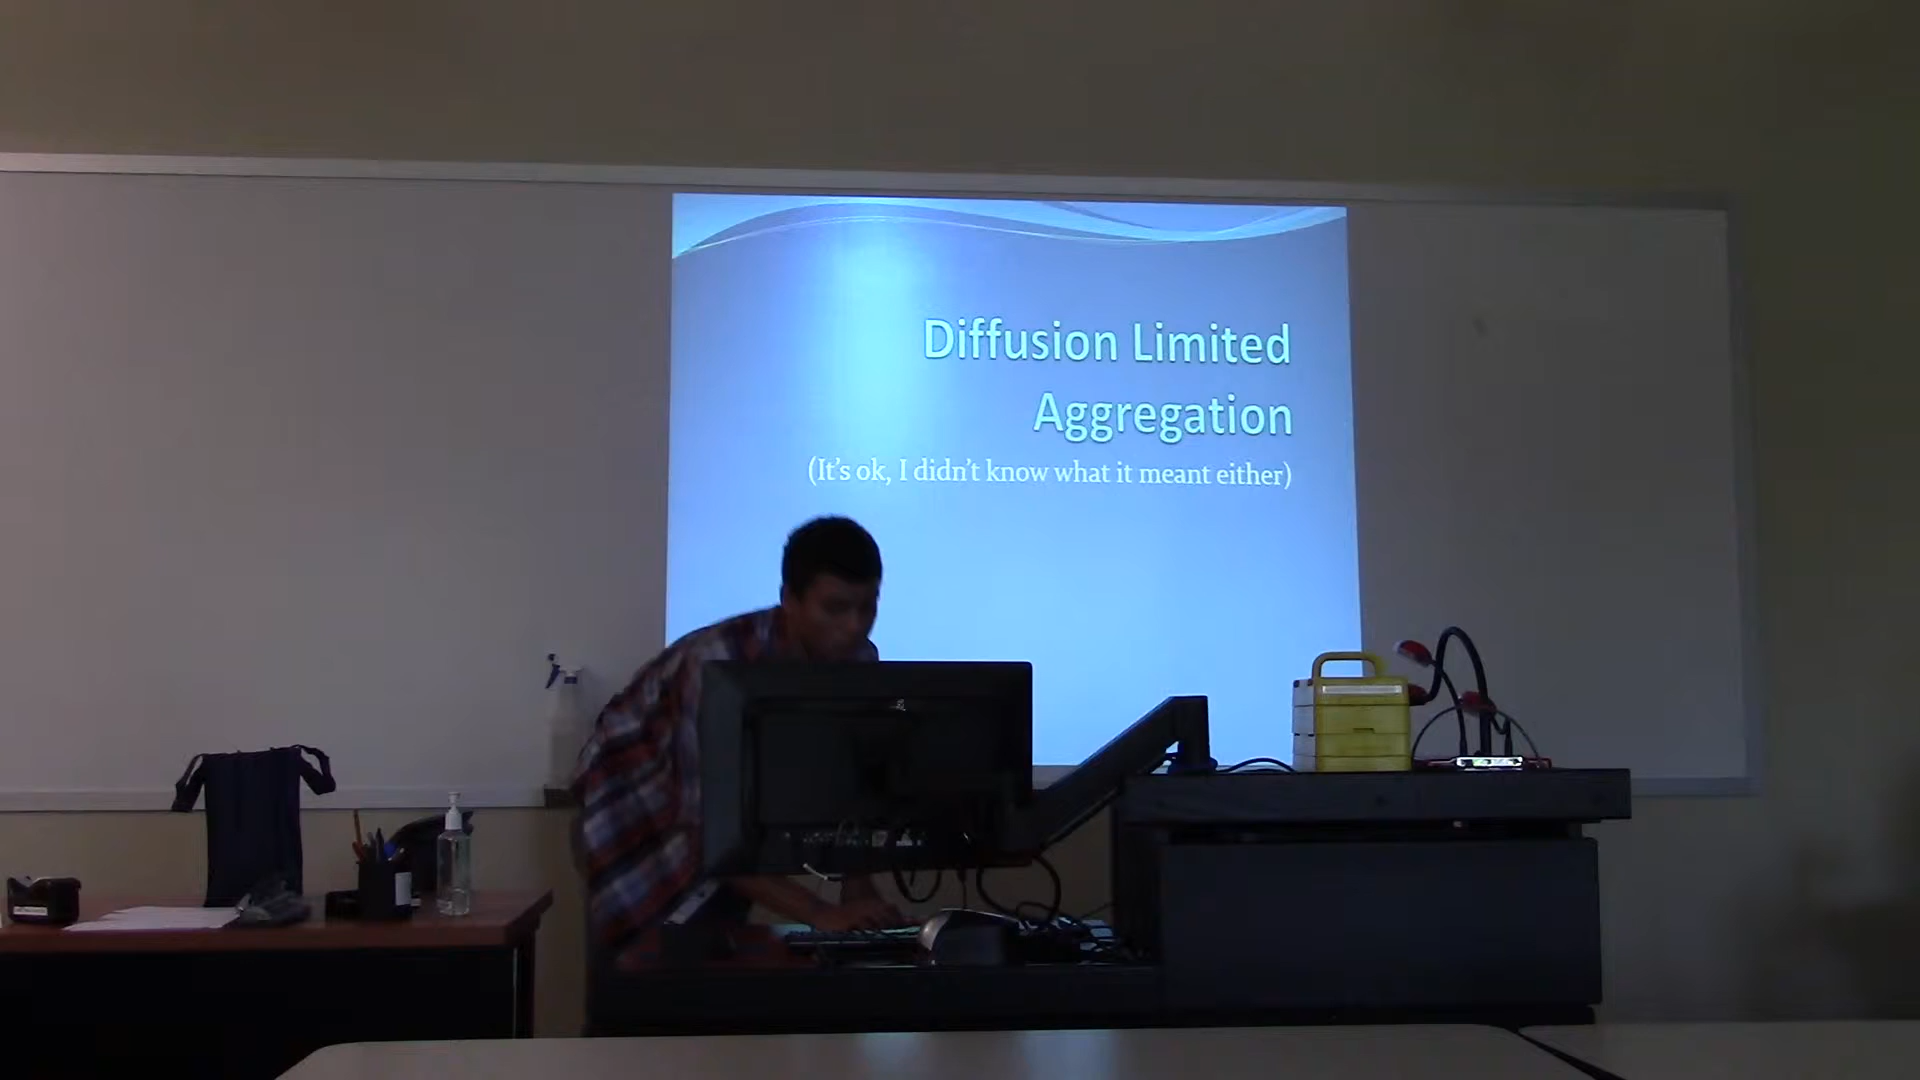 Diffusion Limited
Aggregation
(It's ok, I didn't know what it meant either)